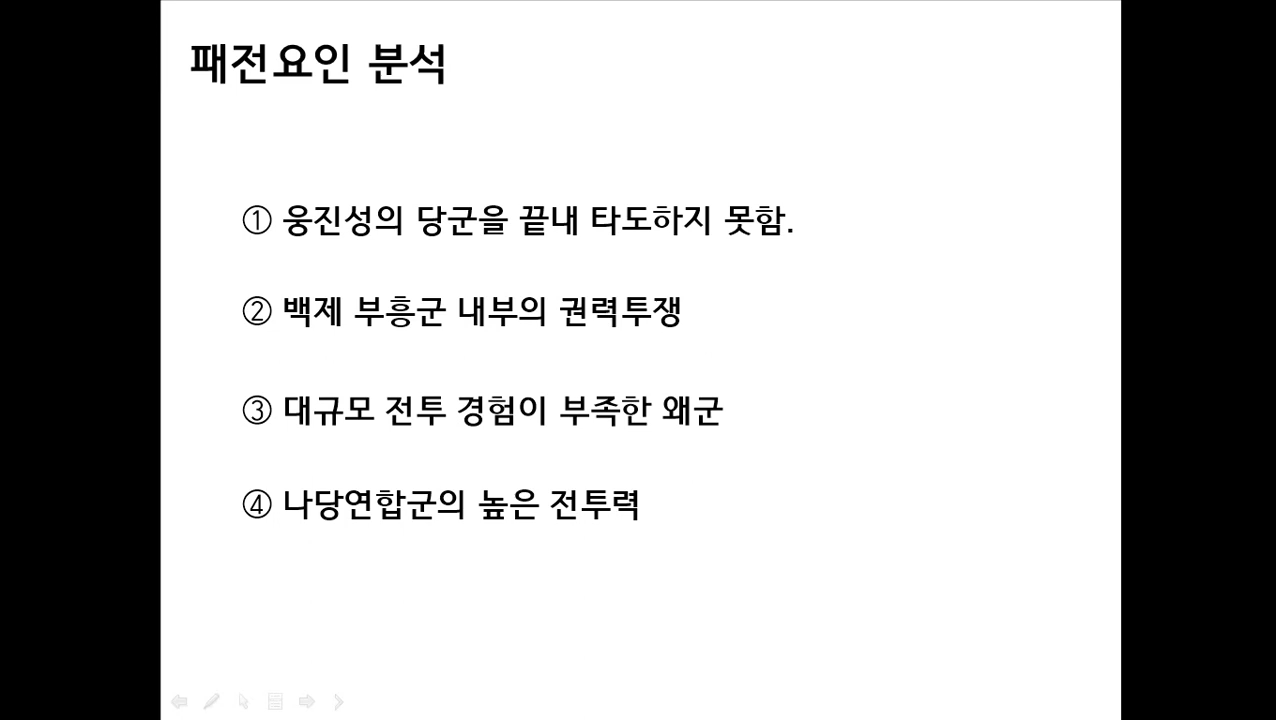 패전요인 분석
① 웅진성의 당군을 끝내 타도하지 못함.
② 백제 부흥군 내부의 권력투쟁
③ 대규모 전투 경험이 부족한 왜군
④ 나당연합군의 높은 전투력